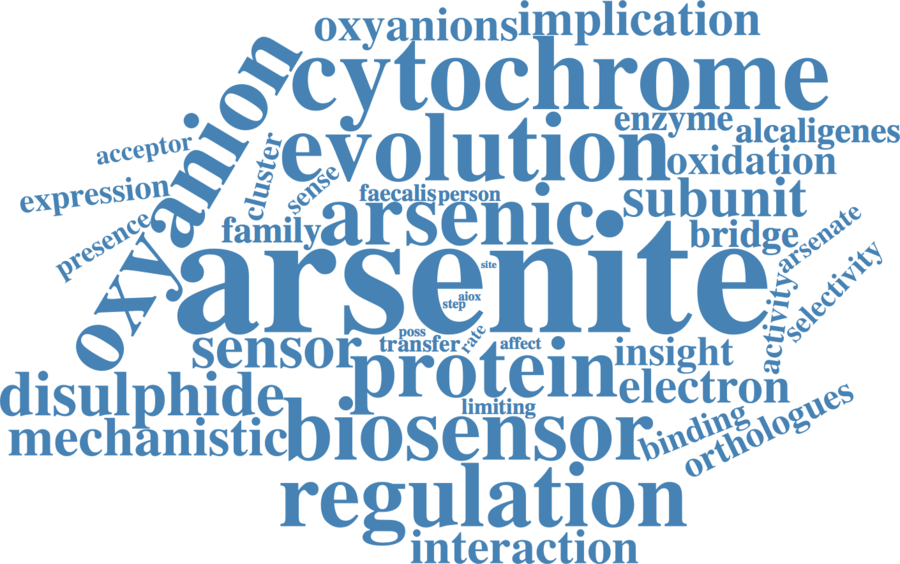 oxyanions
implication
cytochrome
oxyanion
evolution
enzyme
alcaligenes
acceptor
cluster
oxidation
expression
sense
faecalis
person
subunit
presence
family
arsenic
bridge
arsenate
arsenite
site
aiox
step
activity
selectivity
poss
sensor
transfer
rate
affect
insight
protein
electron
disulphide
limiting
mechanistic
biosensor
binding
orthologues
regulation
interaction